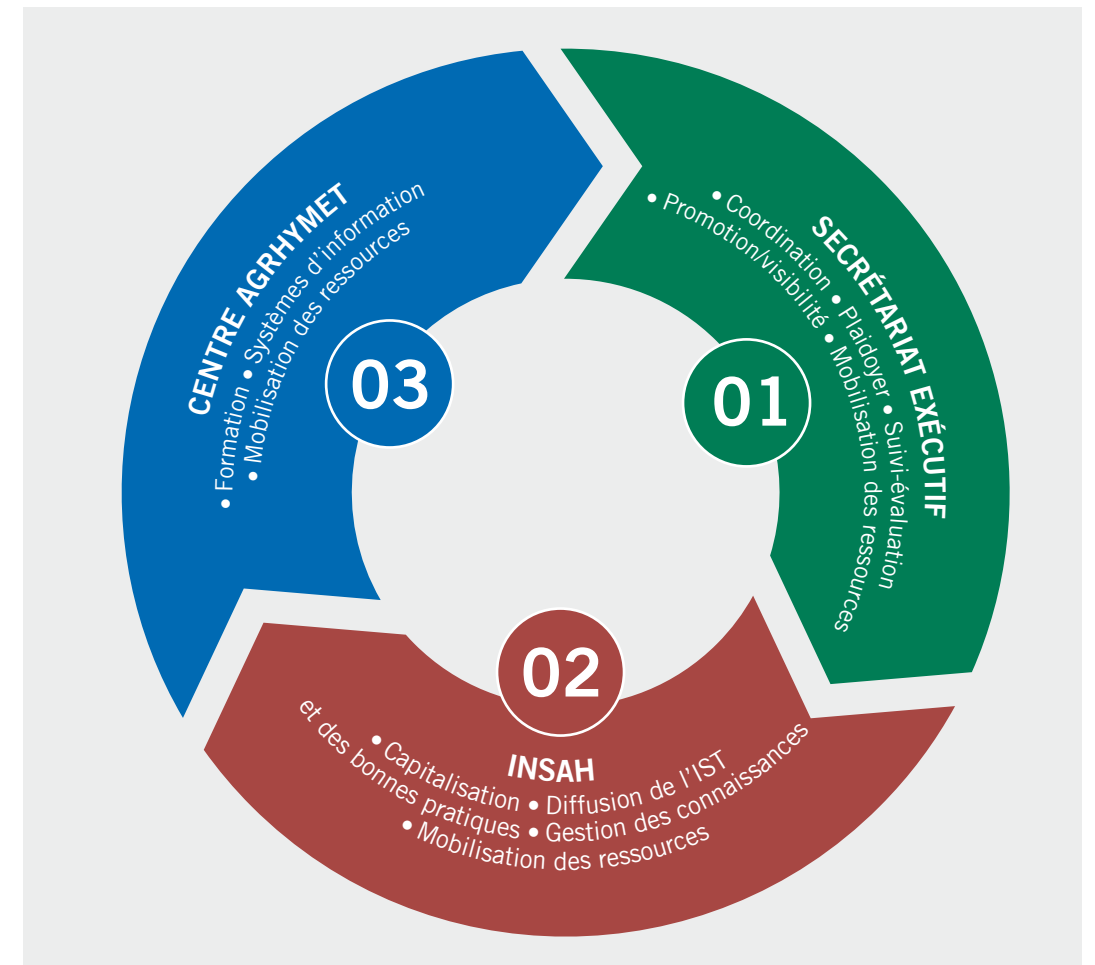 01
SECRÉTARIAT EXÉCUTIF
• Coordination • Plaidoyer • Suivi-évaluation
• Promotion/visibilité • Mobilisation des ressources
02
INSAH
• Capitalisation • Diffusion de l'IST
et des bonnes pratiques • Gestion des connaissances
• Mobilisation des ressources
03
CENTRE AGRHYMET
• Formation • Systèmes d'information
• Mobilisation des ressources